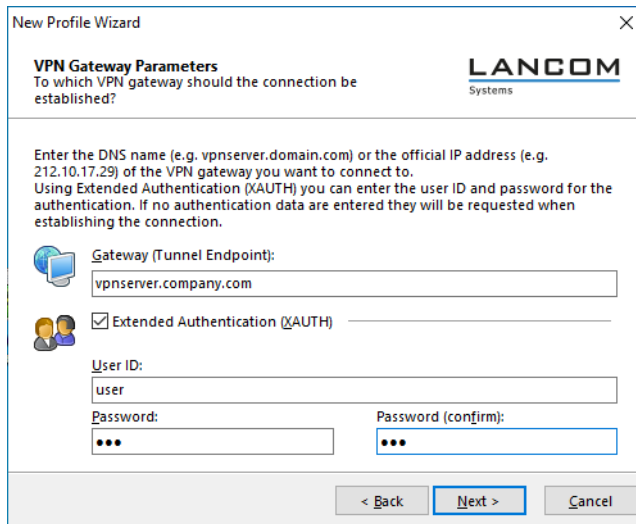 New Profile Wizard
VPN Gateway Parameters
To which VPN gateway should the connection be
established?
LANCOM
Systems
Enter the DNS name (e.g. vpnserver.domain.com) or the official IP address (e.g.
212.10.17.29) of the VPN gateway you want to connect to.
Using Extended Authentication (XAUTH) you can enter the user ID and password for the
authentication. If no authentication data are entered they will be requested when
establishing the connection.
Gateway (Tunnel Endpoint):
vpnserver.company.com
Extended Authentication (XAUTH)
User ID:
user
Password: Password (confirm):
●●● ●●●
< Back Next > Cancel